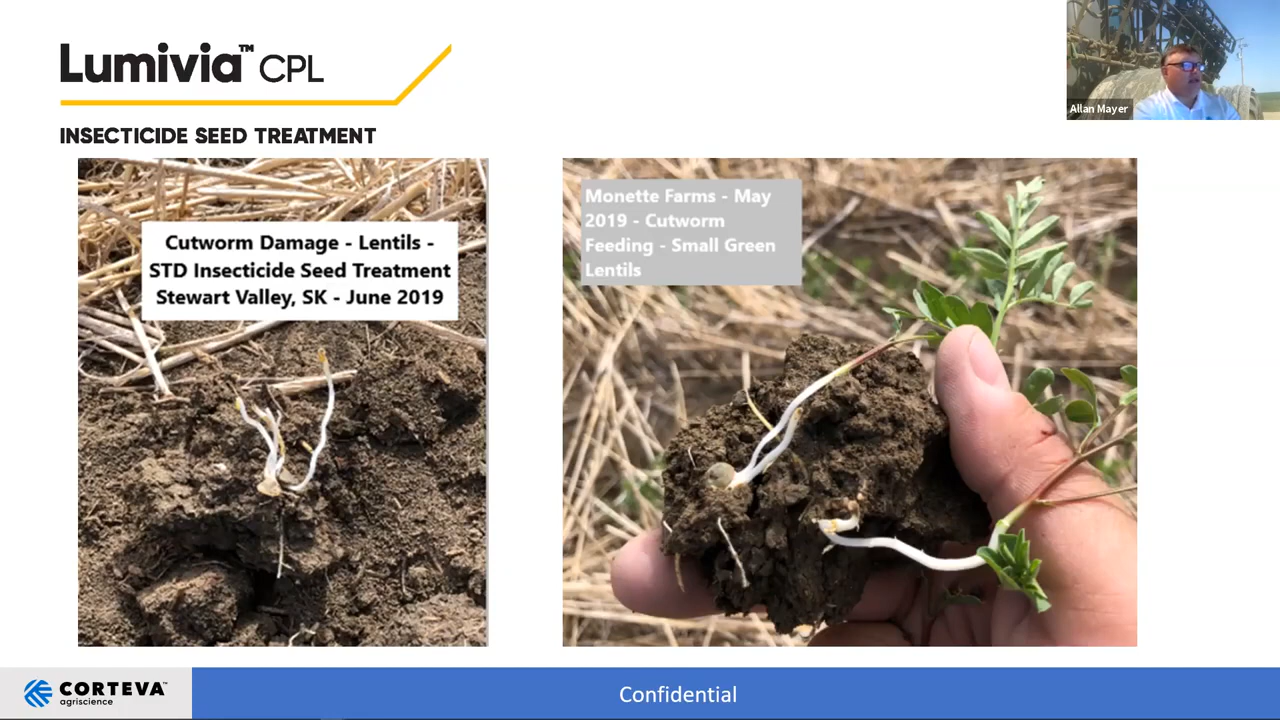 Lumivia™ CPL
INSECTICIDE SEED TREATMENT
Allan Mayer
Cutworm Damage - Lentils -
STD Insecticide Seed Treatment
Stewart Valley, SK - June 2019
Monette Farms - May
2019 - Cutworm
Feeding - Small Green
Lentils
CORTEVA™
agriscience
Confidential